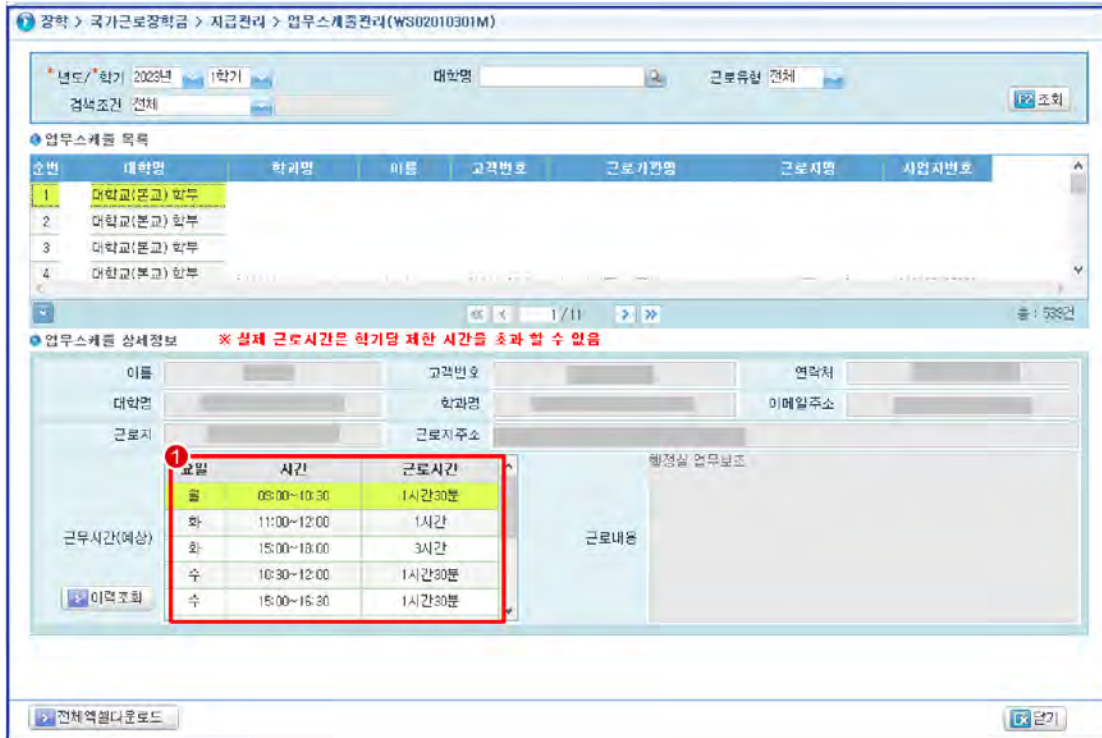 장학 > 국가근로장학금 > 지급관리 > 업무스케줄관리(WS02010301M)
*년도/*학기 2023년 1학기 대학명 근로유형 전체
검색조건 전체 F2 조회
업무스케줄 목록
순번 대학명 학과명 이름 고객번호 근로기관명 근로지명 사업자번호
1 대학교(본교) 학부
2 대학교(본교) 학부
3 대학교(본교) 학부
4 대학교(본교) 학부
1/11 총 : 539건
업무스케줄 상세정보 ※ 실제 근로시간은 학기당 제한 시간을 초과 할 수 없음
이름 고객번호 연락처
대학명 학과명 이메일주소
근로지 근로지주소
1
요일 시간 근로시간 행정실 업무보조
월 09:00~10:30 1시간30분
화 11:00~12:00 1시간
근무시간(예상) 근로내용
화 15:00~18:00 3시간
수 10:30~12:00 1시간30분
이력조회
수 15:00~16:30 1시간30분
전체엑셀다운로드 닫기